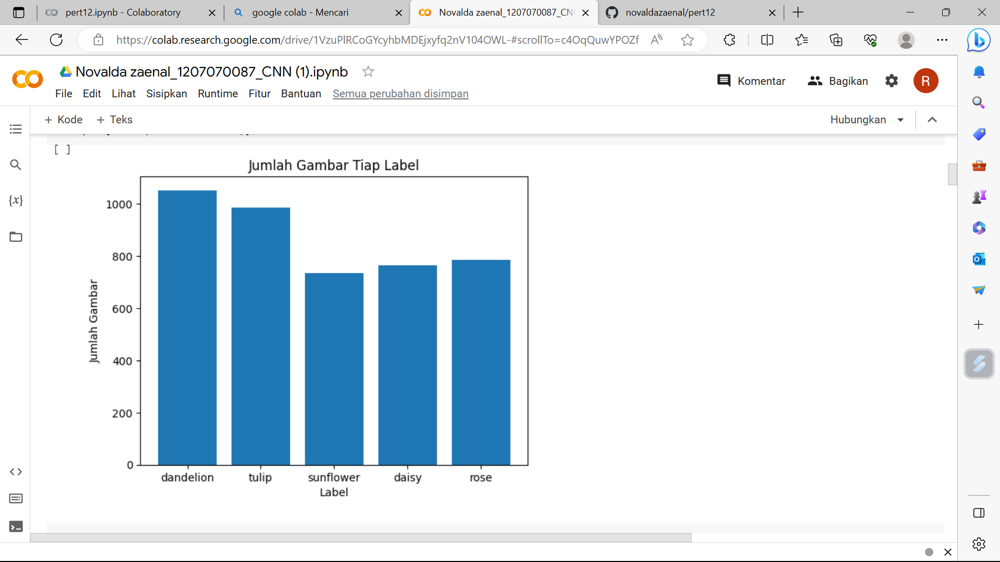 pert12.ipynb - Colaboratory
google colab - Mencari
Novalda zaenal_1207070087_CN
novaldazaenal/pert12
https://colab.research.google.com/drive/1VzuPlRCoGYcyhbMDEjxyfq2nV104OWL-#scrollTo=c4OqQuwYPOZf
Novalda zaenal_1207070087_CNN (1).ipynb
Komentar
Bagikan
R
File Edit Lihat Sisipkan Runtime Fitur Bantuan Semua perubahan disimpan
+ Kode + Teks
Hubungkan
[ ]
Jumlah Gambar Tiap Label
Jumlah Gambar
1000
800
600
400
200
0
dandelion tulip sunflower daisy rose
Label